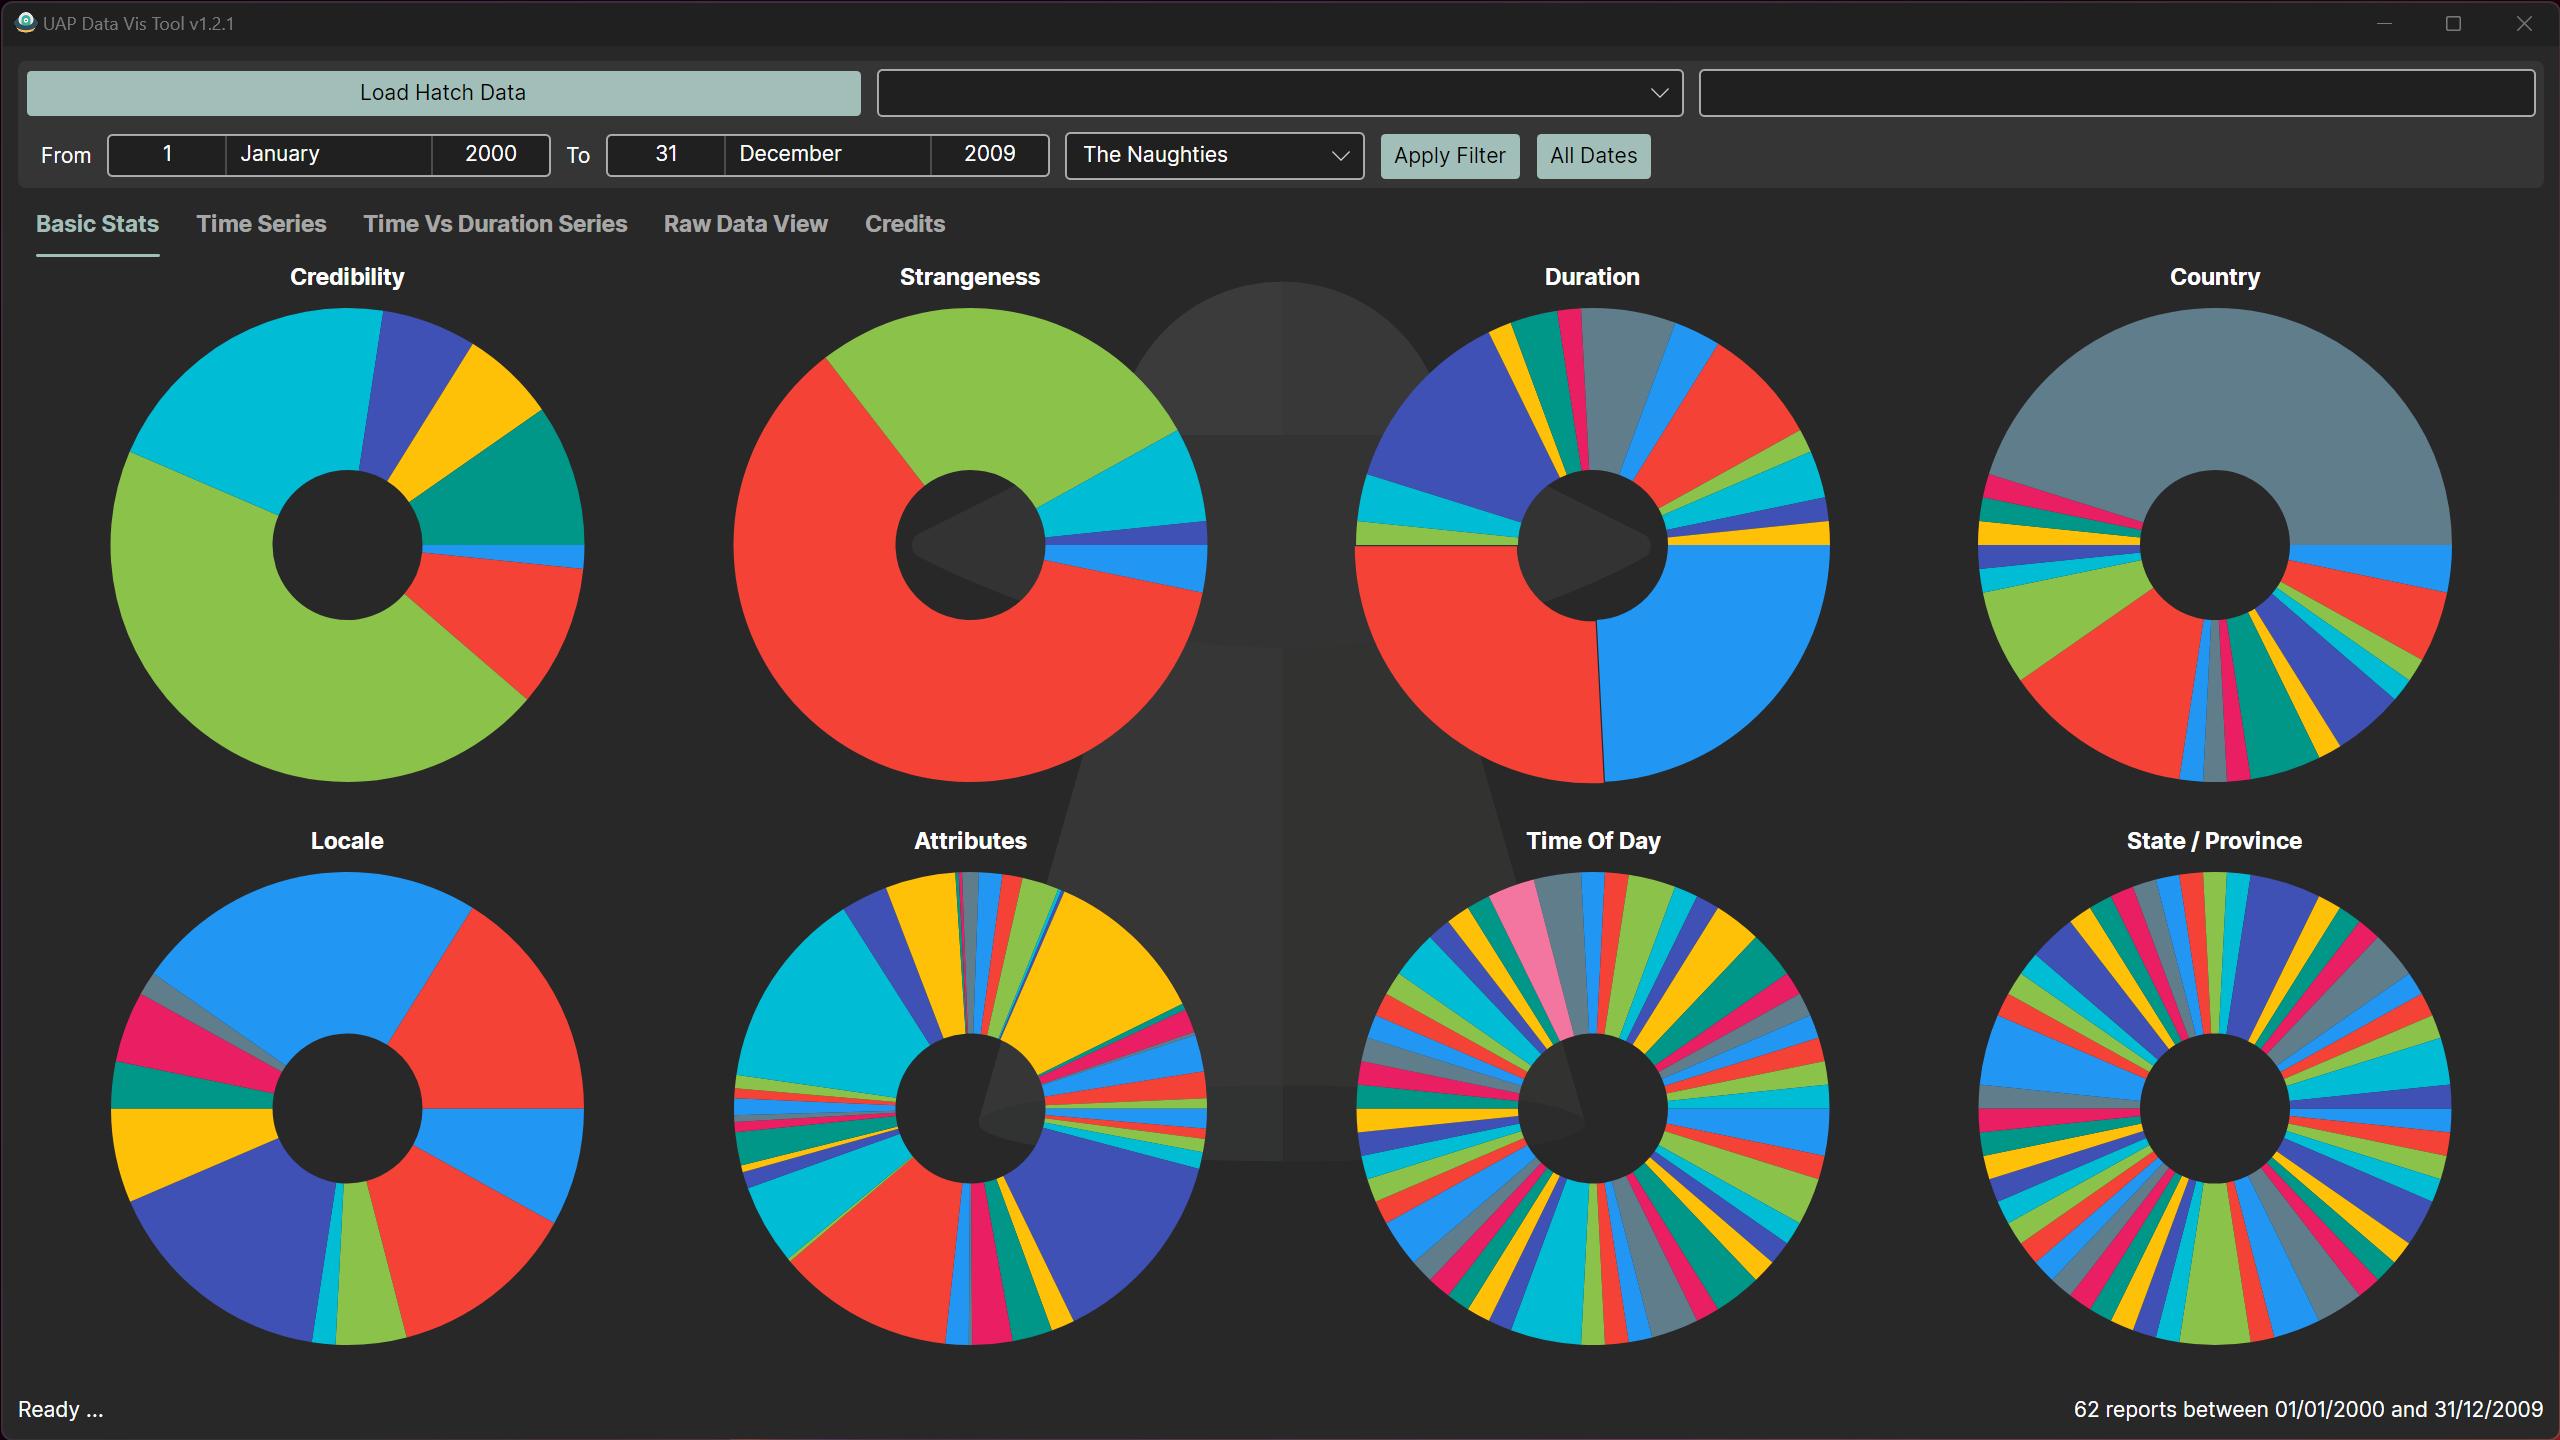 UAP Data Vis Tool v1.2.1
Load Hatch Data
From 1 January 2000 To 31 December 2009 The Naughties Apply Filter All Dates
Basic Stats Time Series Time Vs Duration Series Raw Data View Credits
Credibility Strangeness Duration Country
Locale Attributes Time Of Day State / Province
Ready ... 62 reports between 01/01/2000 and 31/12/2009